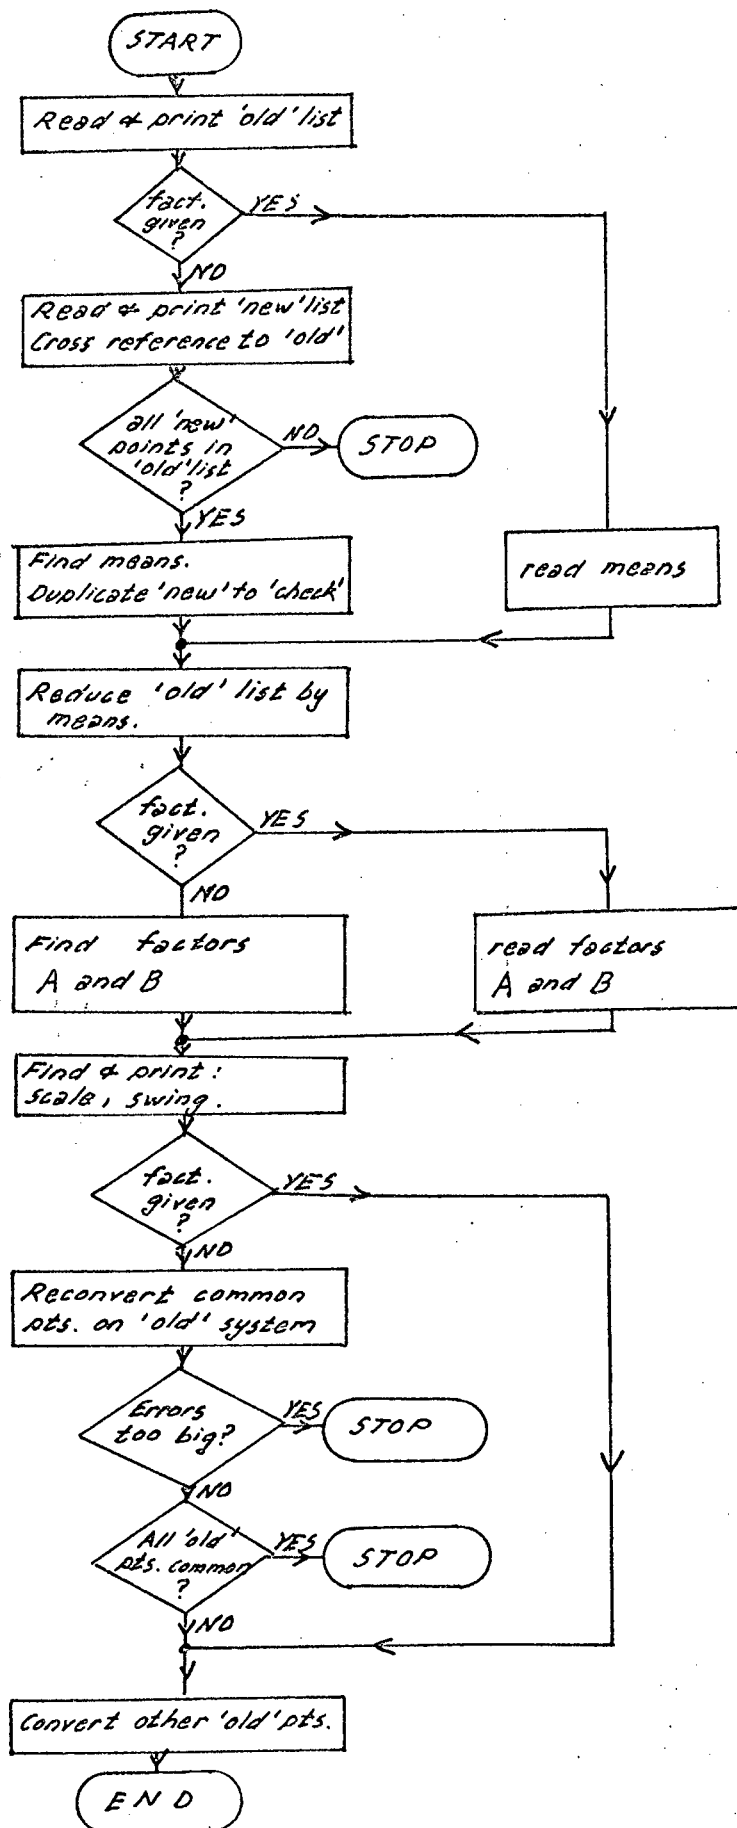 START
Read & print 'old' list
fact.
given
?
YES
NO
Read & print 'new' list
Cross reference to 'old'
all 'new'
points in
'old' list
?
NO
STOP
YES
Find means.
Duplicate 'new' to 'check'
read means
Reduce 'old' list by
means.
fact.
given
?
YES
NO
Find factors
A and B
read factors
A and B
Find & print :
scale, swing.
fact.
given
?
YES
NO
Reconvert common
pts. on 'old' system
Errors
too big?
YES
STOP
NO
All 'old'
pts. common
?
YES
STOP
NO
Convert other 'old' pts.
END